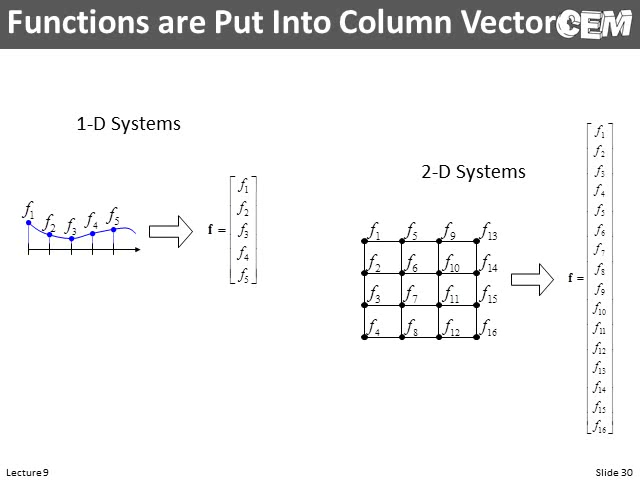 Functions are Put Into Column Vectors
CEM
1-D Systems
f1 f2 f3 f4 f5
f =
f1
f2
f3
f4
f5
2-D Systems
f1 f5 f9 f13
f2 f6 f10 f14
f3 f7 f11 f15
f4 f8 f12 f16
f =
f1
f2
f3
f4
f5
f6
f7
f8
f9
f10
f11
f12
f13
f14
f15
f16
Lecture 9
Slide 30